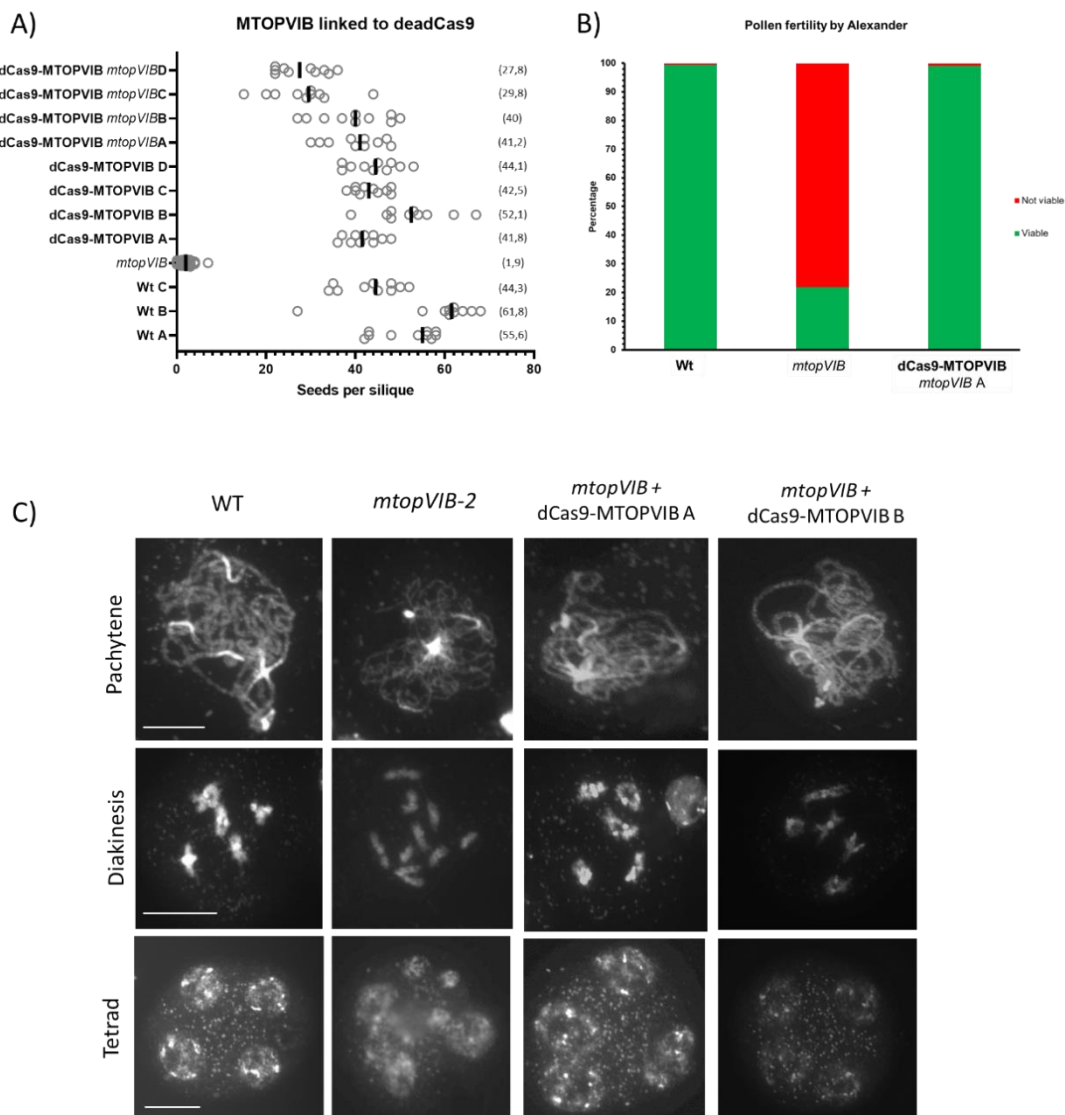 A)
MTOPVIB linked to deadCas9
dCas9-MTOPVIB mtopVIBD
(27,8)
dCas9-MTOPVIB mtopVIBC
(29,8)
dCas9-MTOPVIB mtopVIBB
(40)
dCas9-MTOPVIB mtopVIBA
(41,2)
dCas9-MTOPVIB D
(44,1)
dCas9-MTOPVIB C
(42,5)
dCas9-MTOPVIB B
(52,1)
dCas9-MTOPVIB A
(41,8)
mtopVIB
(1,9)
Wt C
(44,3)
Wt B
(61,8)
Wt A
(55,6)
0 20 40 60 80
Seeds per silique
B)
Pollen fertility by Alexander
100
90
80
70
60
50
40
30
20
10
0
Percentage
Not viable
Viable
Wt
mtopVIB
dCas9-MTOPVIB
mtopVIB A
C)
WT
mtopVIB-2
mtopVIB +
dCas9-MTOPVIB A
mtopVIB +
dCas9-MTOPVIB B
Pachytene
Diakinesis
Tetrad